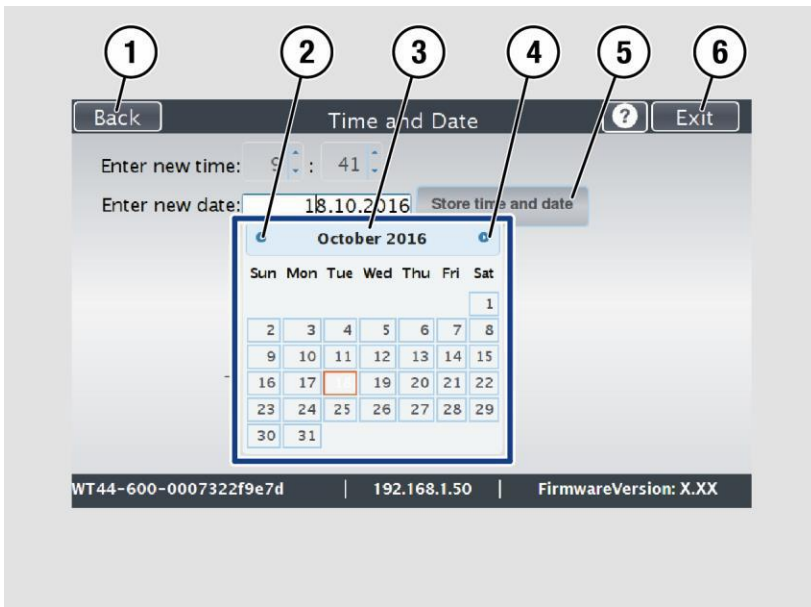 1 2 3 4 5 6
Back Time and Date ? Exit
Enter new time: 9 : 41
Enter new date: 18.10.2016 Store time and date
October 2016
Sun Mon Tue Wed Thu Fri Sat
1
2 3 4 5 6 7 8
9 10 11 12 13 14 15
16 17 18 19 20 21 22
23 24 25 26 27 28 29
30 31
WT44-600-0007322f9e7d | 192.168.1.50 | FirmwareVersion: X.XX